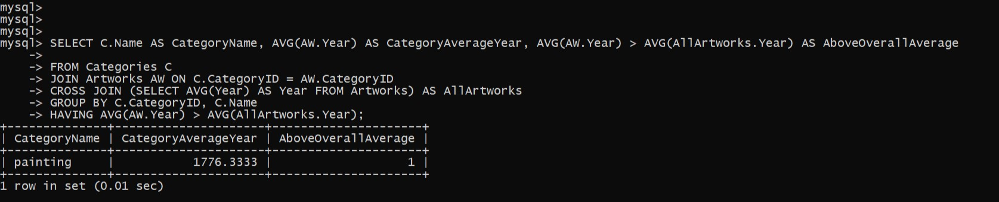 mysql>
mysql>
mysql>
mysql> SELECT C.Name AS CategoryName, AVG(AW.Year) AS CategoryAverageYear, AVG(AW.Year) > AVG(AllArtworks.Year) AS AboveOverallAverage
    ->
    -> FROM Categories C
    -> JOIN Artworks AW ON C.CategoryID = AW.CategoryID
    -> CROSS JOIN (SELECT AVG(Year) AS Year FROM Artworks) AS AllArtworks
    -> GROUP BY C.CategoryID, C.Name
    -> HAVING AVG(AW.Year) > AVG(AllArtworks.Year);
+--------------+---------------------+---------------------+
| CategoryName | CategoryAverageYear | AboveOverallAverage |
+--------------+---------------------+---------------------+
| painting     |           1776.3333 |                   1 |
+--------------+---------------------+---------------------+
1 row in set (0.01 sec)